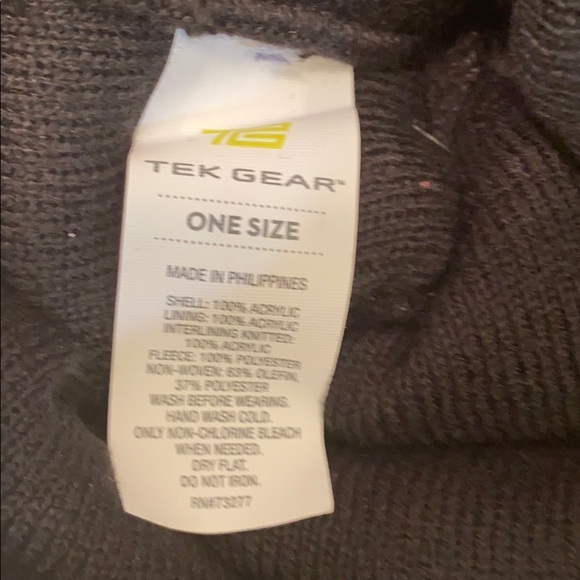 TG
TEK GEAR™
ONE SIZE
MADE IN PHILIPPINES
SHELL: 100% ACRYLIC
LINING: 100% ACRYLIC
INTERLINING KNITTED:
100% ACRYLIC
FLEECE: 100% POLYESTER
NON-WOVEN: 63% OLEFIN,
37% POLYESTER
WASH BEFORE WEARING.
HAND WASH COLD.
ONLY NON-CHLORINE BLEACH
WHEN NEEDED.
DRY FLAT.
DO NOT IRON.
RN#73277